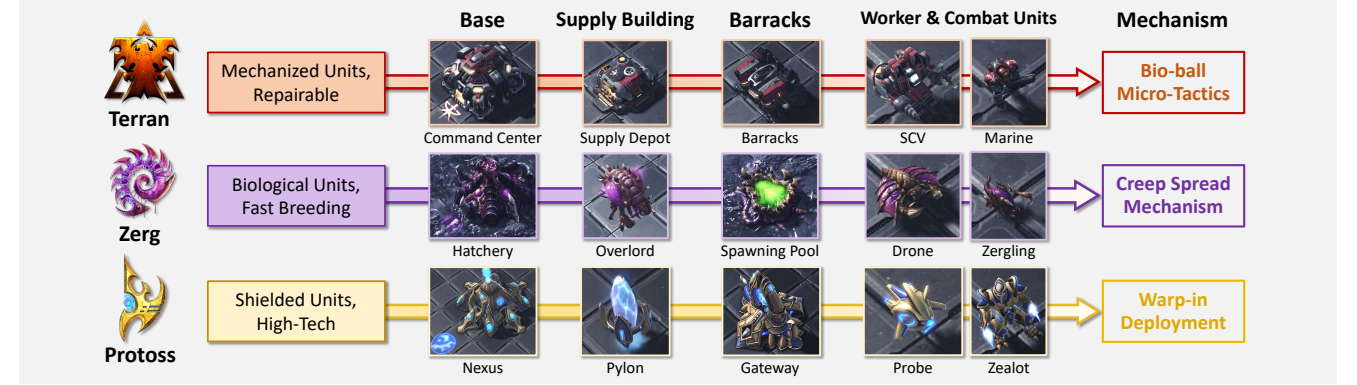 Base
Supply Building
Barracks
Worker & Combat Units
Mechanism
Terran
Mechanized Units,
Repairable
Command Center
Supply Depot
Barracks
SCV
Marine
Bio-ball
Micro-Tactics
Zerg
Biological Units,
Fast Breeding
Hatchery
Overlord
Spawning Pool
Drone
Zergling
Creep Spread
Mechanism
Protoss
Shielded Units,
High-Tech
Nexus
Pylon
Gateway
Probe
Zealot
Warp-in
Deployment